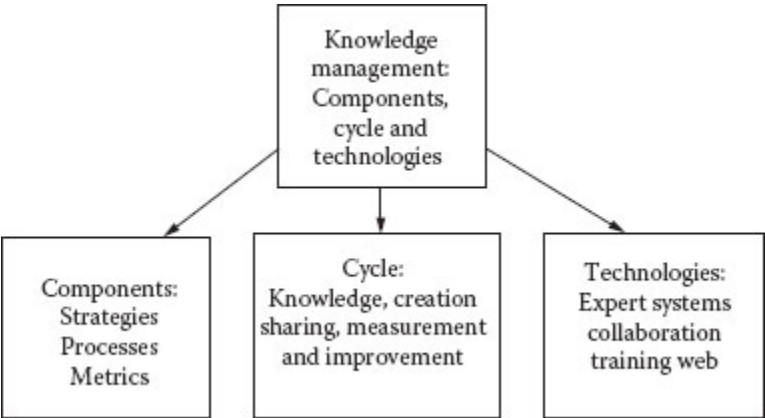 Knowledge
management:
Components,
cycle and
technologies
Components:
Strategies
Processes
Metrics
Cycle:
Knowledge, creation
sharing, measurement
and improvement
Technologies:
Expert systems
collaboration
training web